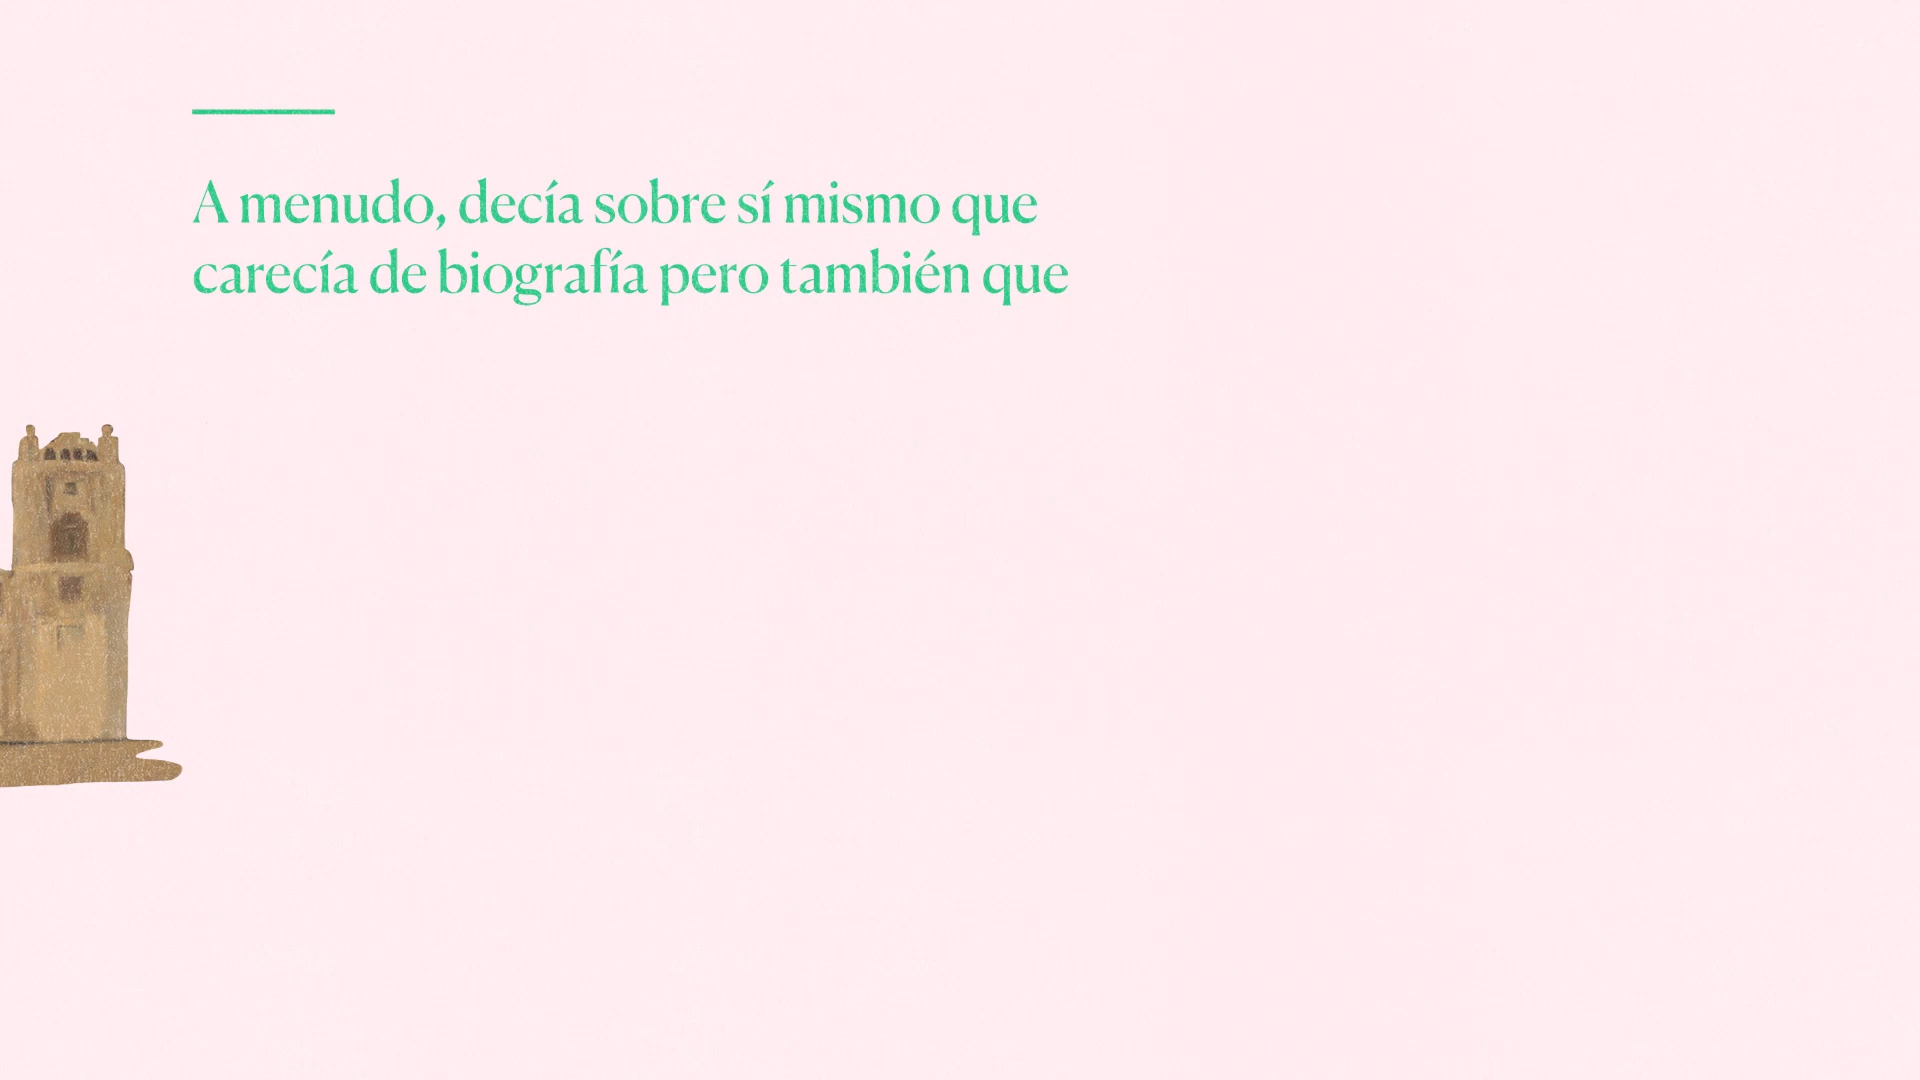 A menudo, decía sobre sí mismo que
carecía de biografía pero también que